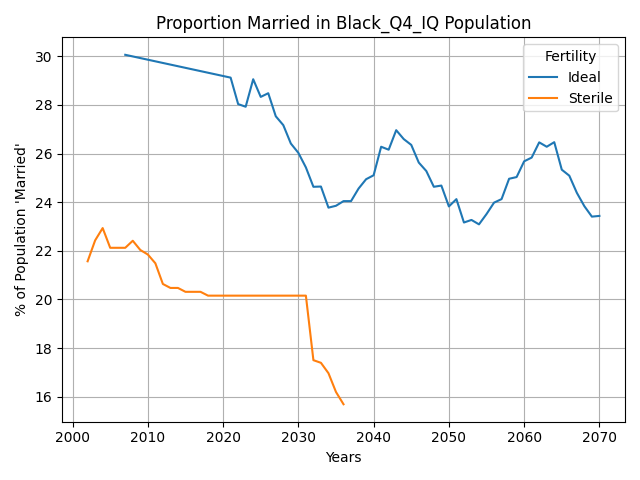 Proportion Married in Black_Q4_IQ Population
% of Population 'Married'
30
28
26
24
22
20
18
16
Fertility
Ideal
Sterile
2000 2010 2020 2030 2040 2050 2060 2070
Years